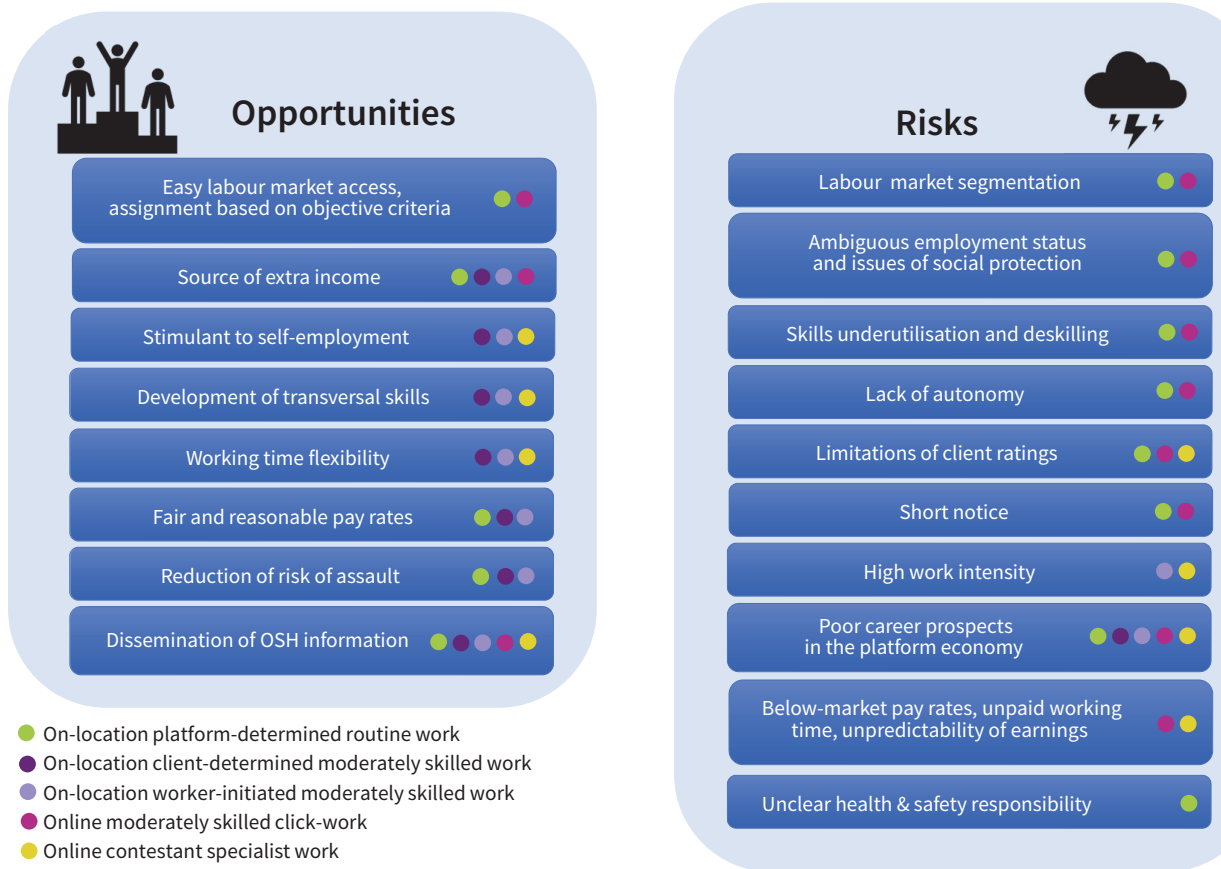 Opportunities
Easy labour market access,
assignment based on objective criteria
Source of extra income
Stimulant to self-employment
Development of transversal skills
Working time flexibility
Fair and reasonable pay rates
Reduction of risk of assault
Dissemination of OSH information
On-location platform-determined routine work
On-location client-determined moderately skilled work
On-location worker-initiated moderately skilled work
Online moderately skilled click-work
Online contestant specialist work
Risks
Labour market segmentation
Ambiguous employment status
and issues of social protection
Skills underutilisation and deskilling
Lack of autonomy
Limitations of client ratings
Short notice
High work intensity
Poor career prospects
in the platform economy
Below-market pay rates, unpaid working
time, unpredictability of earnings
Unclear health & safety responsibility